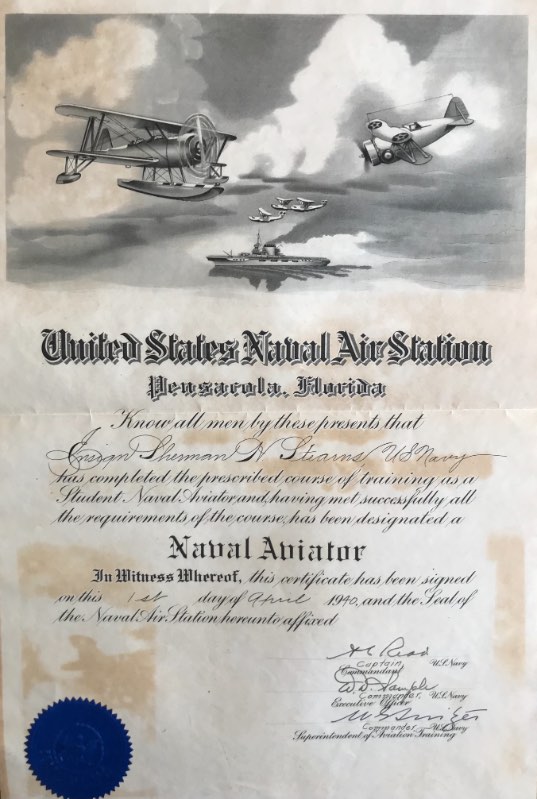 United States Naval Air Station
Pensacola, Florida
Know all men by these presents that
Ensign Sherman N Stearns US Navy
has completed the prescribed course of training as a
Student Naval Aviator and, having met successfully all
the requirements of the course, has been designated a
Naval Aviator
In Witness Whereof, this certificate has been signed
on this 1st day of April 1940, and the Seal of
the Naval Air Station hereunto affixed
A C Read
Captain U.S. Navy
Commandant
W.D. Sample
Commander U.S. Navy
Executive Officer
Commander U.S. Navy
Superintendent of Aviation Training